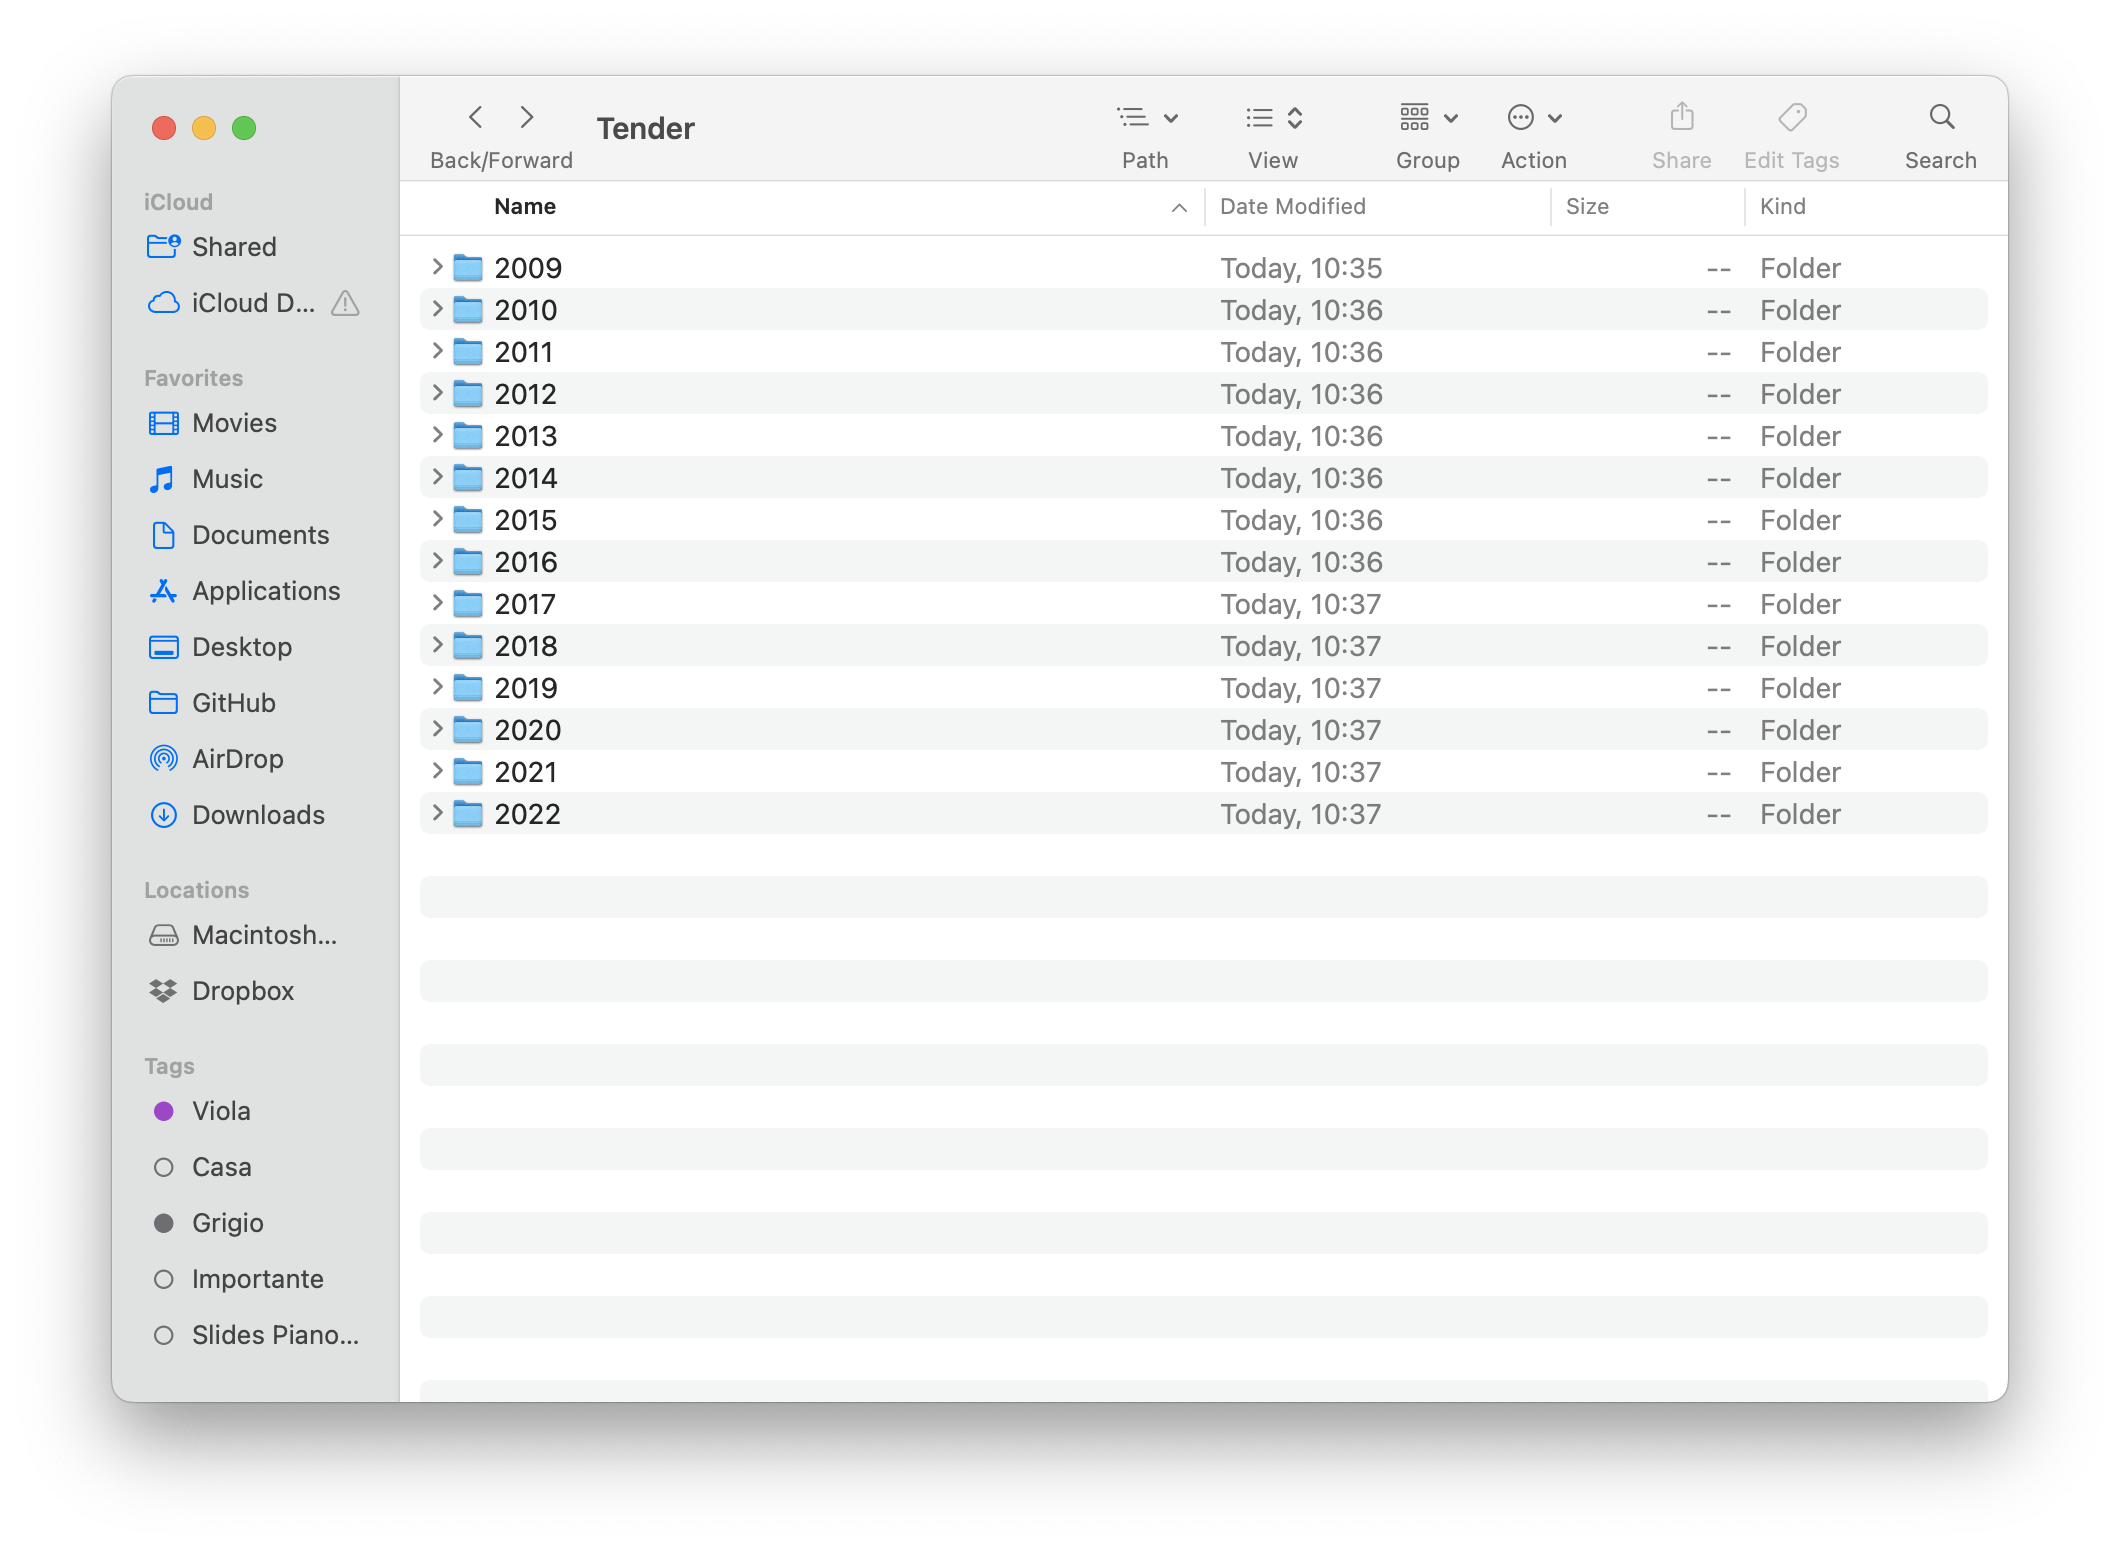 Tender
Back/Forward
Path
View
Group
Action
Share
Edit Tags
Search
iCloud
Shared
iCloud D...
Favorites
Movies
Music
Documents
Applications
Desktop
GitHub
AirDrop
Downloads
Locations
Macintosh...
Dropbox
Tags
Viola
Casa
Grigio
Importante
Slides Piano...
Name Date Modified Size Kind
2009 Today, 10:35 -- Folder
2010 Today, 10:36 -- Folder
2011 Today, 10:36 -- Folder
2012 Today, 10:36 -- Folder
2013 Today, 10:36 -- Folder
2014 Today, 10:36 -- Folder
2015 Today, 10:36 -- Folder
2016 Today, 10:36 -- Folder
2017 Today, 10:37 -- Folder
2018 Today, 10:37 -- Folder
2019 Today, 10:37 -- Folder
2020 Today, 10:37 -- Folder
2021 Today, 10:37 -- Folder
2022 Today, 10:37 -- Folder